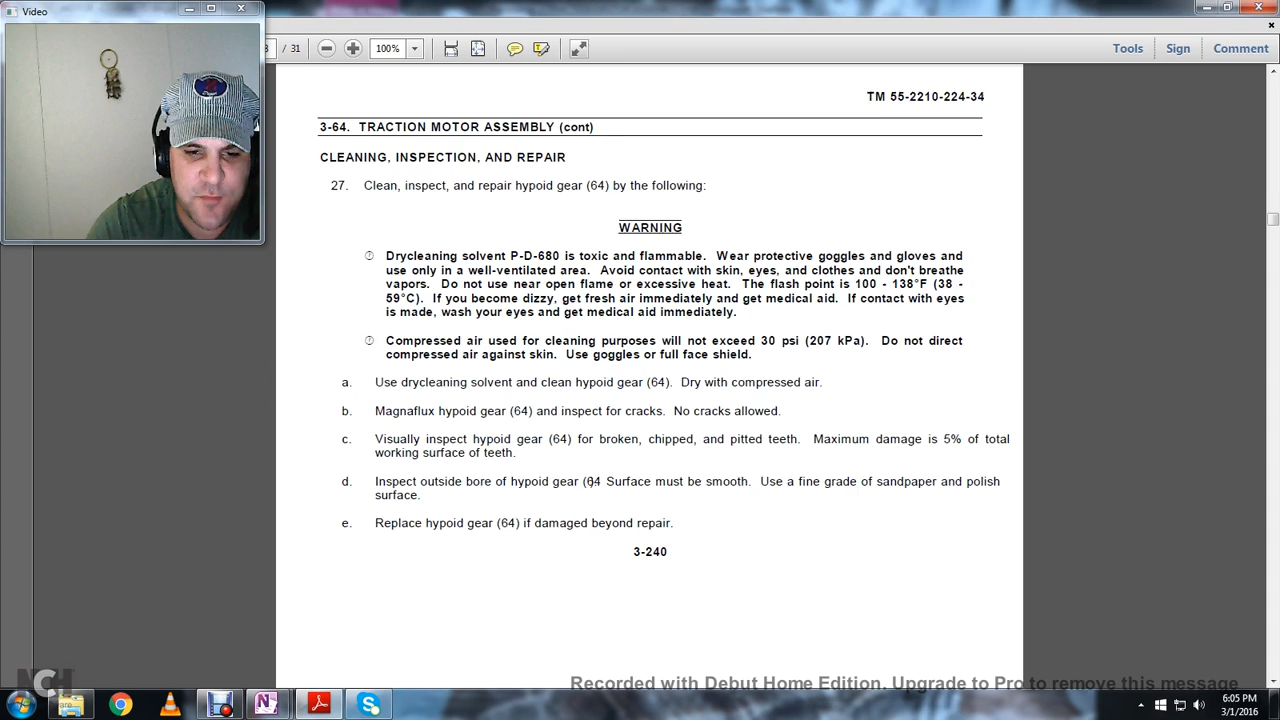 Video
/ 31
100%
Tools
Sign
Comment
TM 55-2210-224-34
3-64. TRACTION MOTOR ASSEMBLY (cont)
CLEANING, INSPECTION, AND REPAIR
27. Clean, inspect, and repair hypoid gear (64) by the following:
WARNING
Drycleaning solvent P-D-680 is toxic and flammable. Wear protective goggles and gloves and
use only in a well-ventilated area. Avoid contact with skin, eyes, and clothes and don't breathe
vapors. Do not use near open flame or excessive heat. The flash point is 100 - 138°F (38 -
59°C). If you become dizzy, get fresh air immediately and get medical aid. If contact with eyes
is made, wash your eyes and get medical aid immediately.
Compressed air used for cleaning purposes will not exceed 30 psi (207 kPa). Do not direct
compressed air against skin. Use goggles or full face shield.
a. Use drycleaning solvent and clean hypoid gear (64). Dry with compressed air.
b. Magnaflux hypoid gear (64) and inspect for cracks. No cracks allowed.
c. Visually inspect hypoid gear (64) for broken, chipped, and pitted teeth. Maximum damage is 5% of total
working surface of teeth.
d. Inspect outside bore of hypoid gear (64 Surface must be smooth. Use a fine grade of sandpaper and polish
surface.
e. Replace hypoid gear (64) if damaged beyond repair.
3-240
NCH
Recorded with Debut Home Edition. Upgrade to Pro to remove this message
6:05 PM
3/1/2016